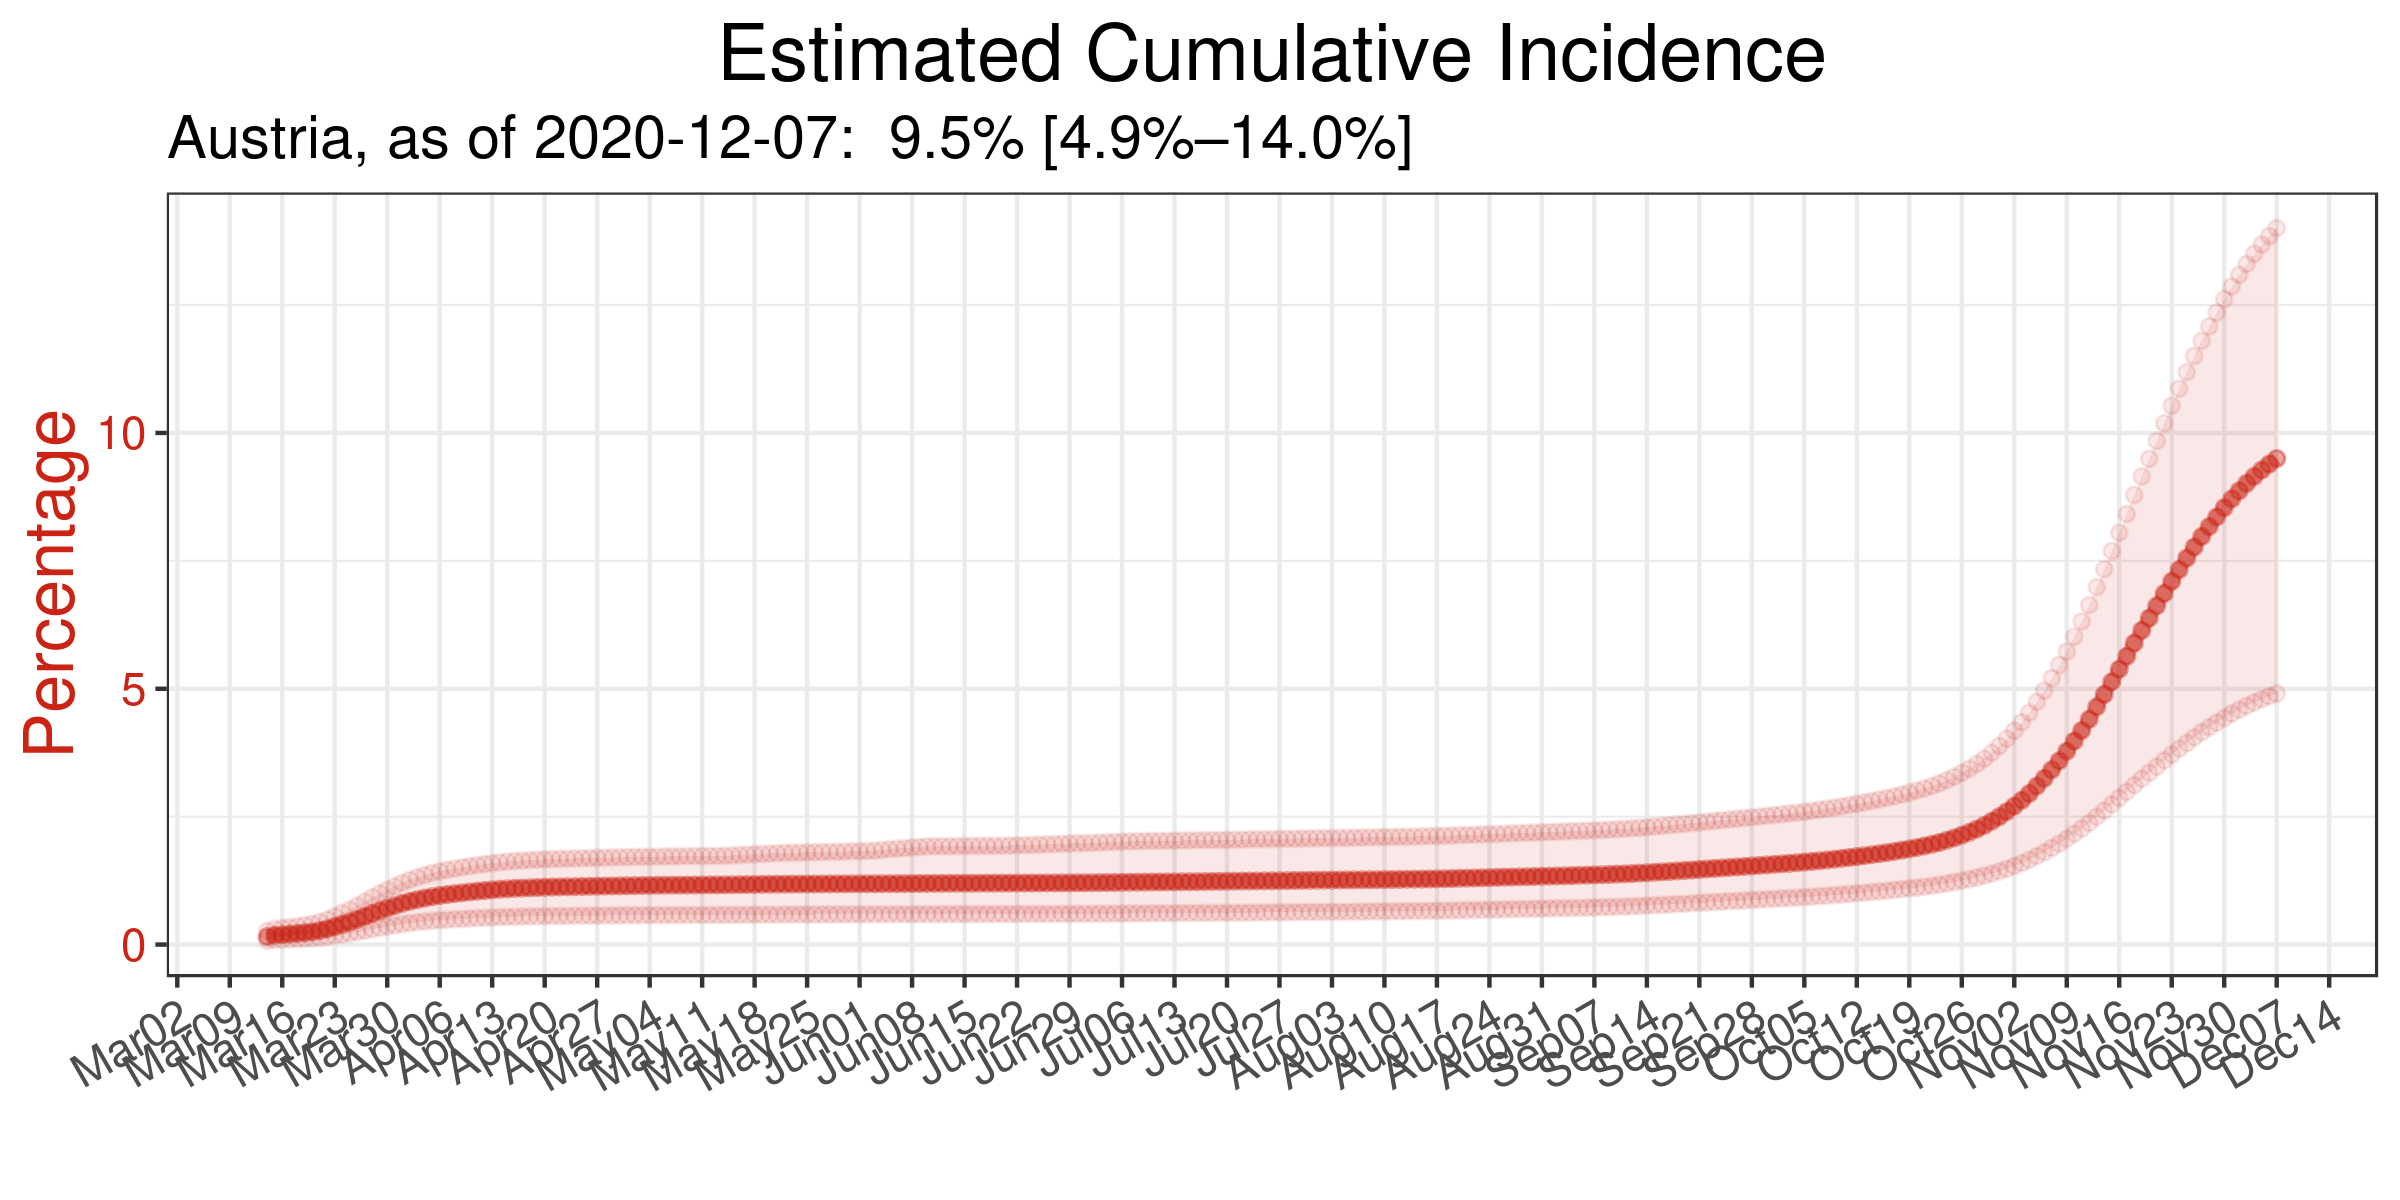 Estimated Cumulative Incidence
Austria, as of 2020-12-07:  9.5% [4.9%–14.0%]
Percentage
10
5
0
Mar02
Mar09
Mar16
Mar23
Mar30
Apr06
Apr13
Apr20
Apr27
May04
May11
May18
May25
Jun01
Jun08
Jun15
Jun22
Jun29
Jul06
Jul13
Jul20
Jul27
Aug03
Aug10
Aug17
Aug24
Aug31
Sep07
Sep14
Sep21
Sep28
Oct05
Oct12
Oct19
Oct26
Nov02
Nov09
Nov16
Nov23
Nov30
Dec07
Dec14